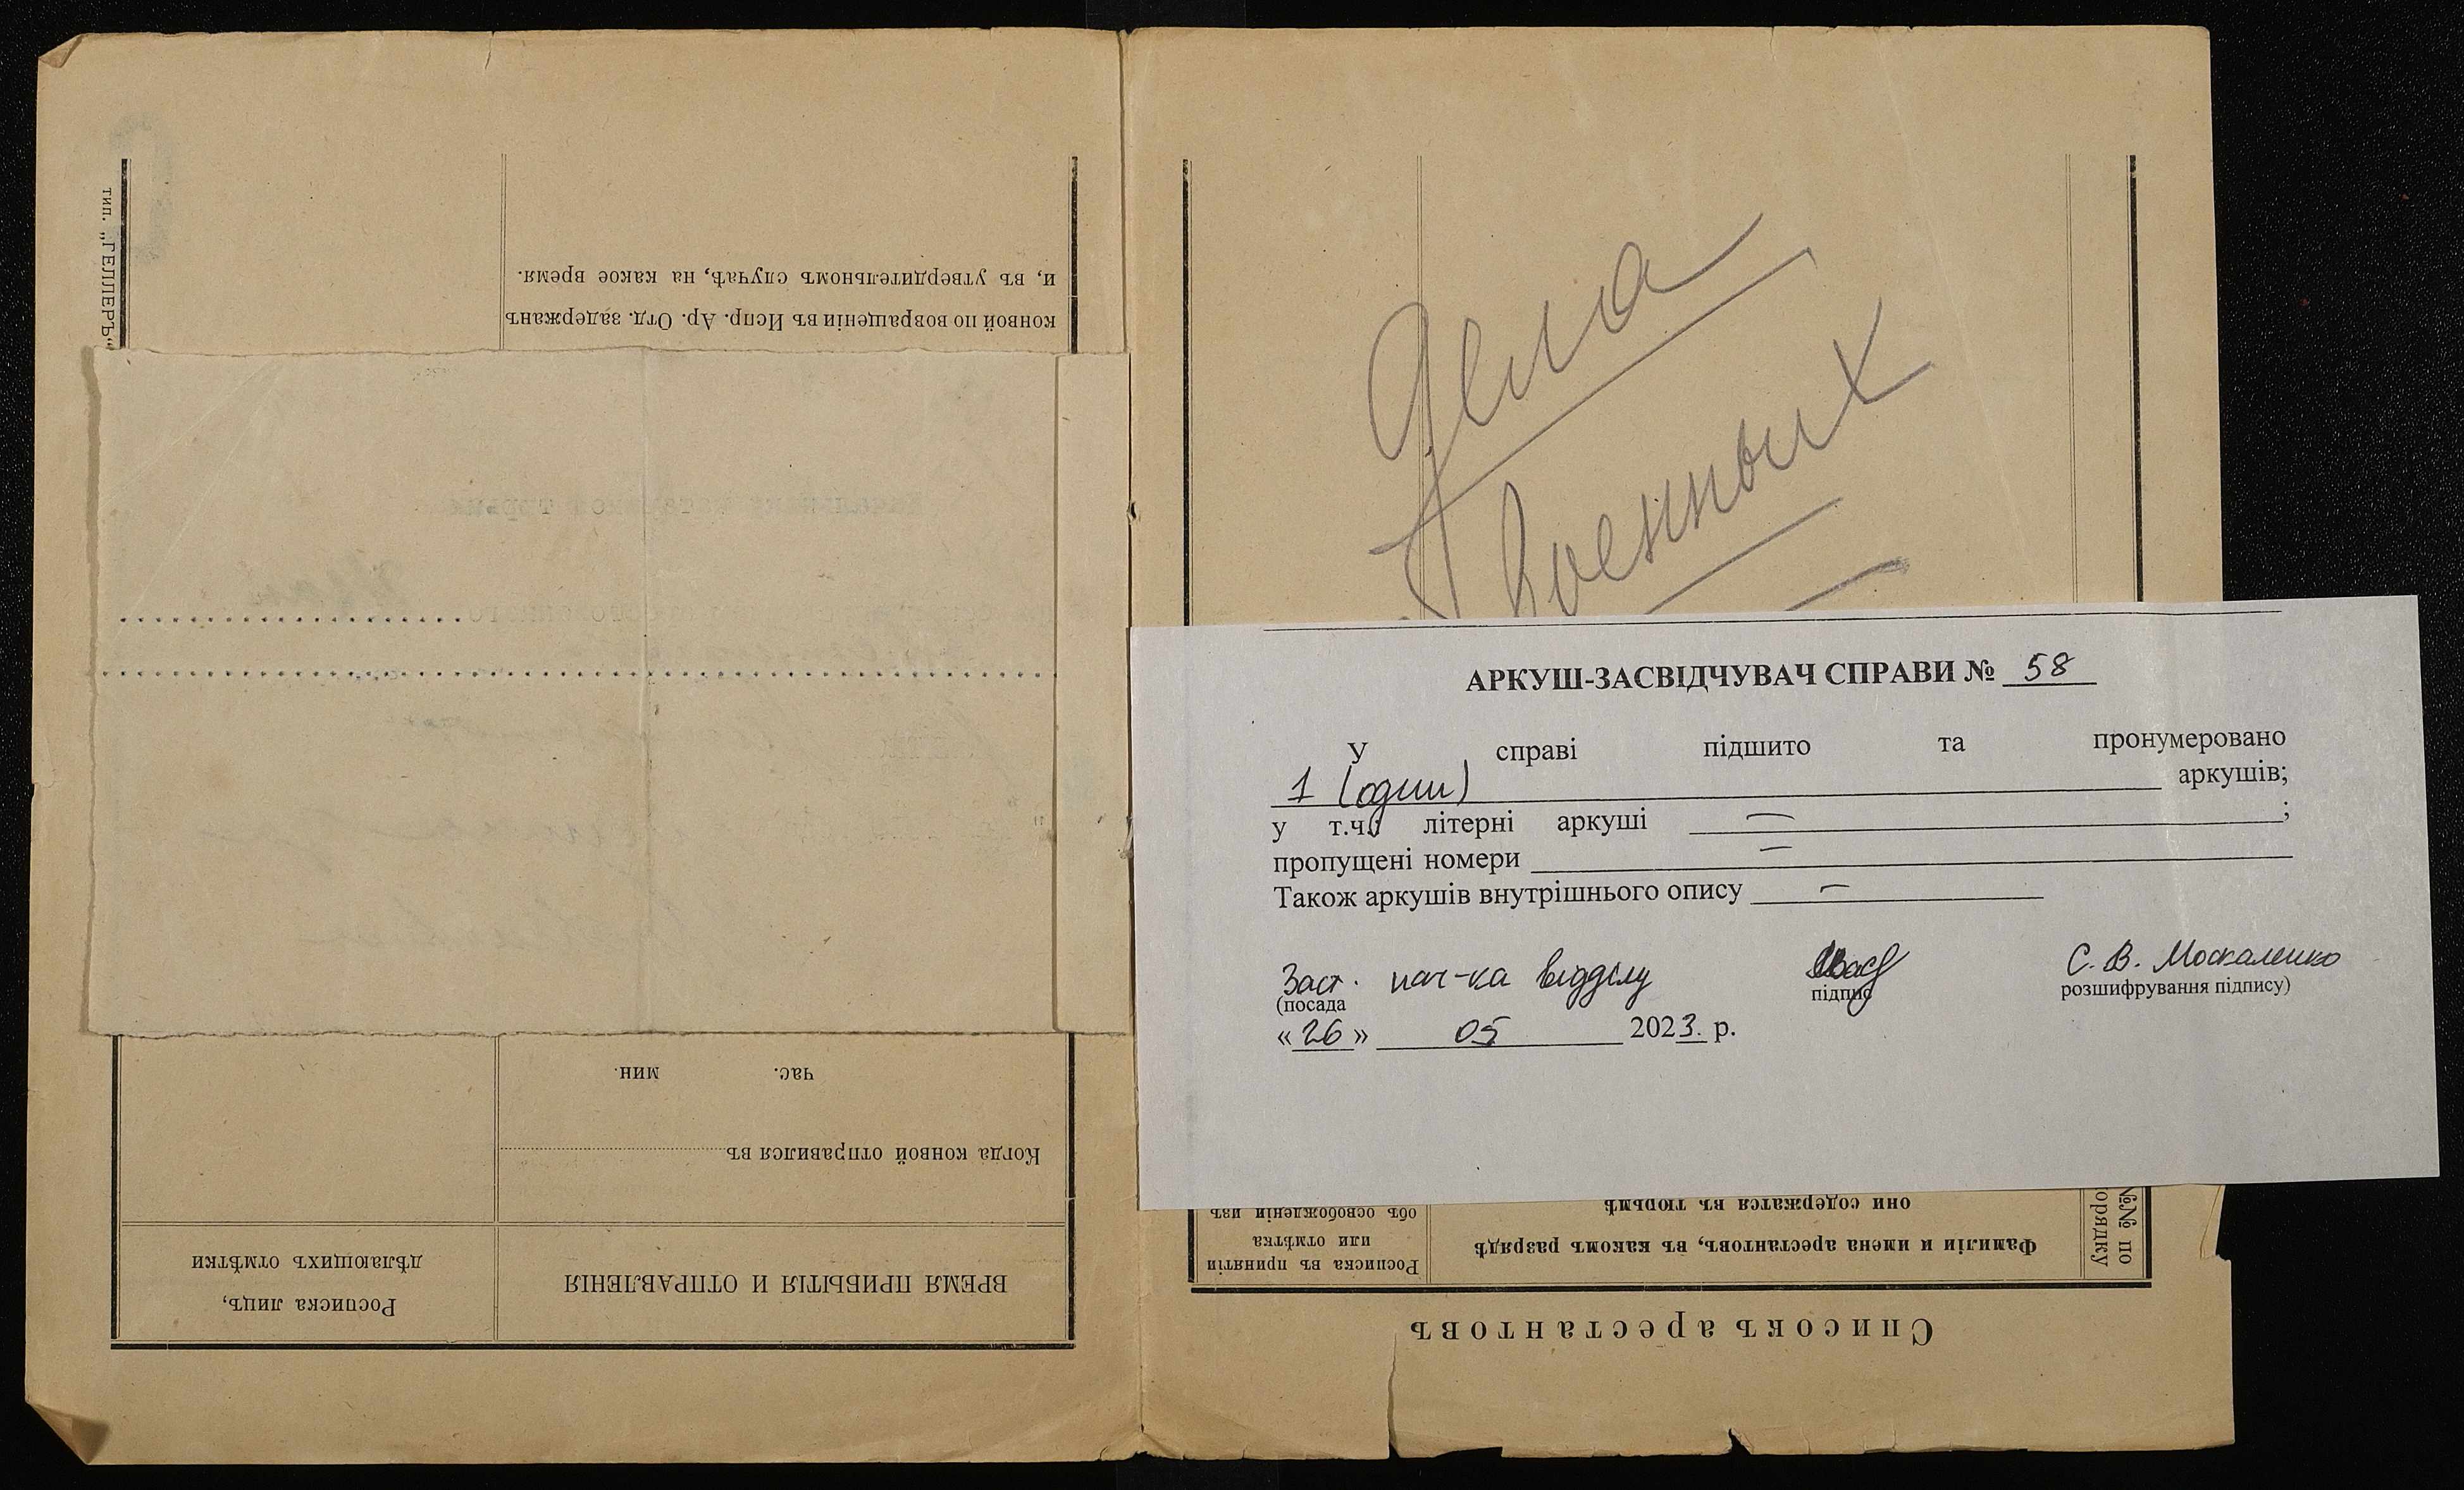 тип. „ГЕЛЛЕРЪ“
и, въ утвердительномъ случаѣ, на какое время.
конвой по возвращеніи въ Испр. Ар. Отд. задержанъ
час. мин.
Когда конвой отправился въ
ВРЕМЯ ПРИБЫТІЯ И ОТПРАВЛЕНІЯ
Росписка лицъ,
дѣлающихъ отмѣтки
Дела
Военных
АРКУШ-ЗАСВІДЧУВАЧ СПРАВИ № 58
У справі підшито та пронумеровано
1 (один) аркушів;
у т.ч. літерні аркуші — ;
пропущені номери —
Також аркушів внутрішнього опису —
Заст. нач-ка відділу С. В. Москаленко
(посада підпис розшифрування підпису)
« 26 » 05 2023. р.
Списокъ арестантовъ
№№ по
орядку
Фамиліи и имена арестантовъ, въ какомъ разрядѣ
они содержатся въ тюрьмѣ
Росписка въ принятіи
или отмѣтка
объ освобожденіи изъ